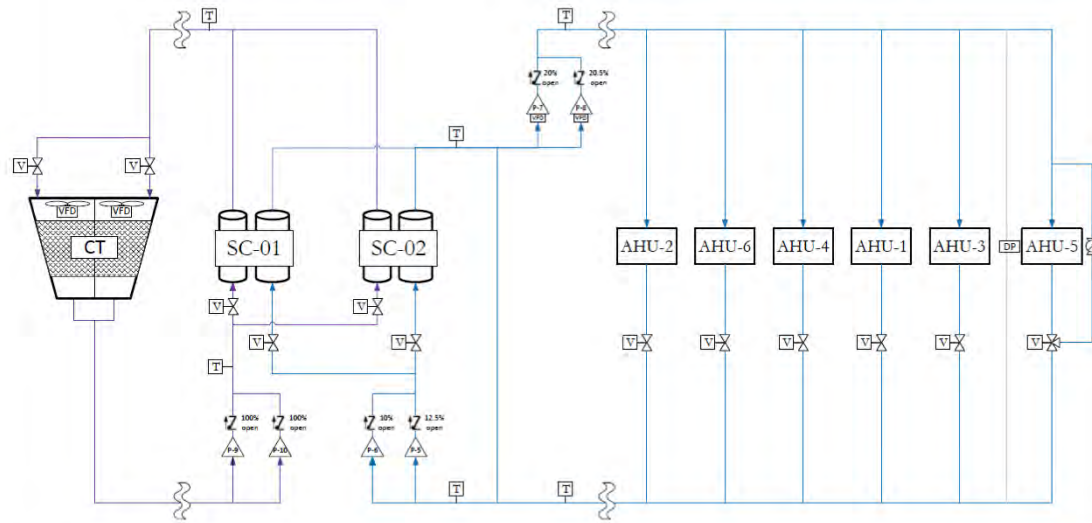 T
T
20% open
20.5% open
P-7
VFD
P-8
VFD
T
V
V
VFD
VFD
CT
SC-01
SC-02
AHU-2
AHU-6
AHU-4
AHU-1
AHU-3
DP
AHU-5
V
V
V
V
V
V
V
V
V
V
T
100% open
100% open
10% open
12.5% open
P-9
P-10
P-6
P-5
T
T